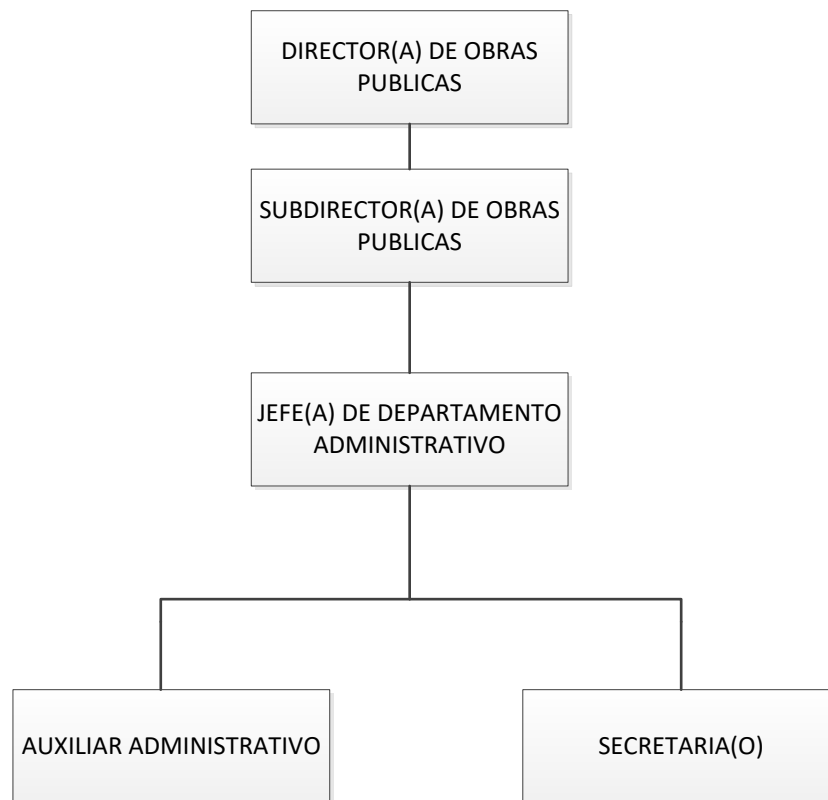 DIRECTOR(A) DE OBRAS
PUBLICAS
SUBDIRECTOR(A) DE OBRAS
PUBLICAS
JEFE(A) DE DEPARTAMENTO
ADMINISTRATIVO
AUXILIAR ADMINISTRATIVO
SECRETARIA(O)